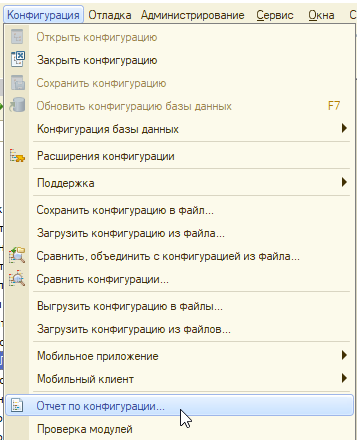 Конфигурация Отладка Администрирование Сервис Окна С
Открыть конфигурацию
Закрыть конфигурацию
Сохранить конфигурацию
Обновить конфигурацию базы данных F7
Конфигурация базы данных
Расширения конфигурации
Поддержка
Сохранить конфигурацию в файл...
Загрузить конфигурацию из файла...
Сравнить, объединить с конфигурацией из файла...
Сравнить конфигурации...
Выгрузить конфигурацию в файлы...
Загрузить конфигурацию из файлов...
Мобильное приложение
Мобильный клиент
Отчет по конфигурации...
Проверка модулей